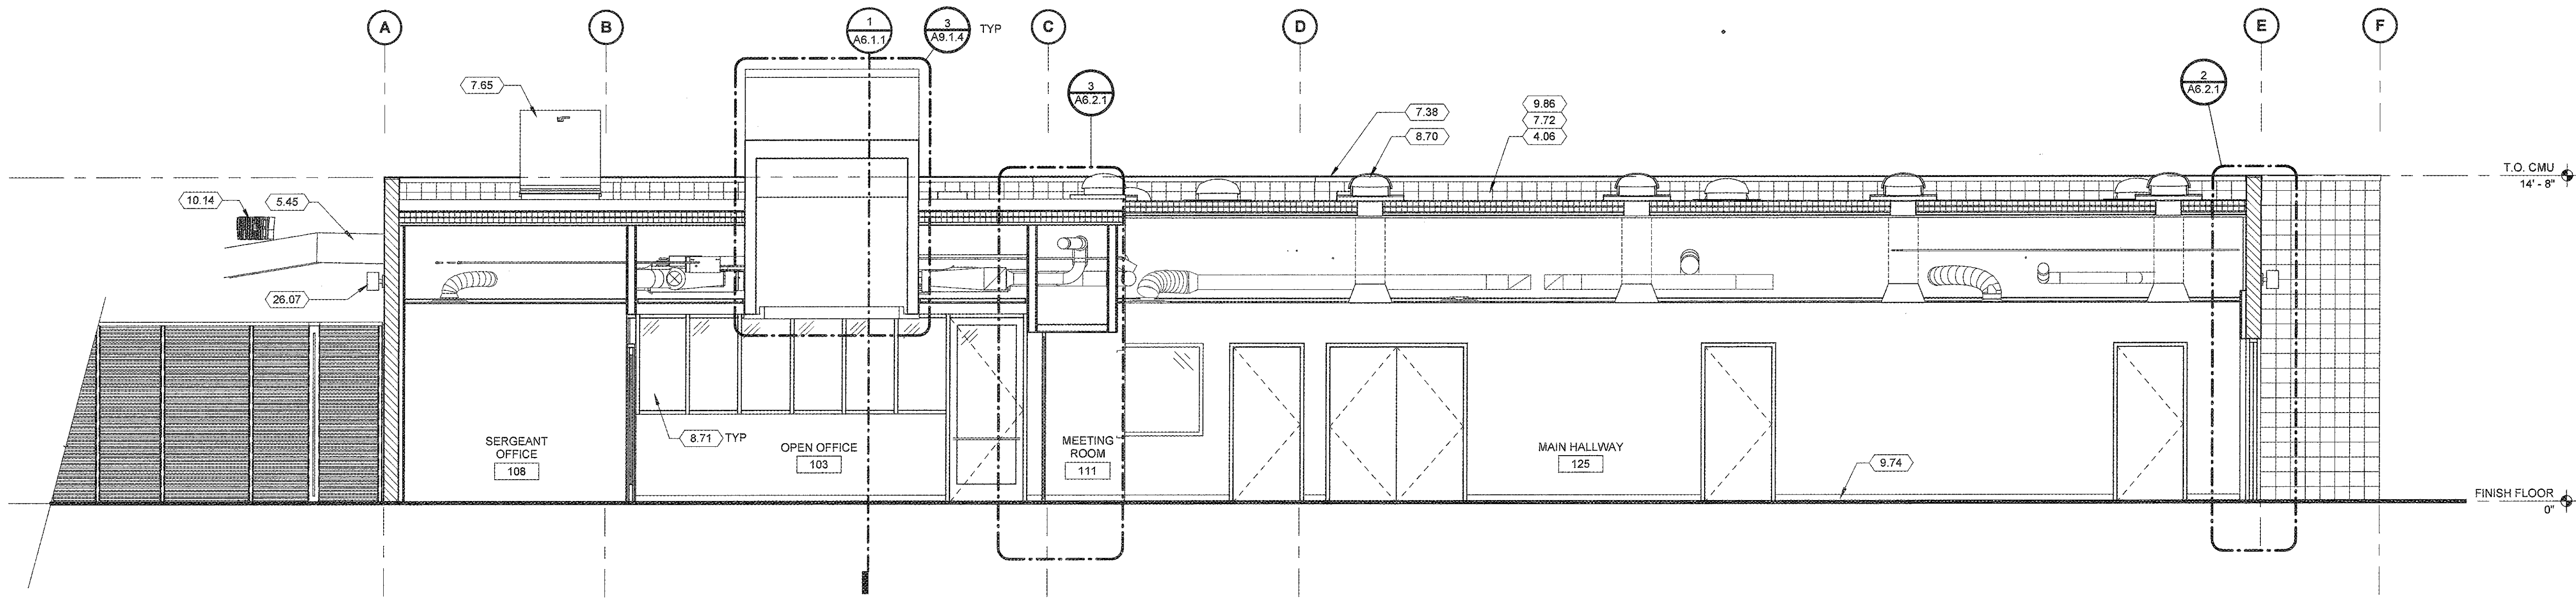 A
B
1
A6.1.1
3
A9.1.4
TYP
C
D
E
F
7.65
3
A6.2.1
2
A6.2.1
7.38
8.70
9.86
7.72
4.06
T.O. CMU
14' - 8"
10.14
5.45
26.07
8.71 TYP
SERGEANT
OFFICE
108
OPEN OFFICE
103
MEETING
ROOM
111
MAIN HALLWAY
125
9.74
FINISH FLOOR
0"